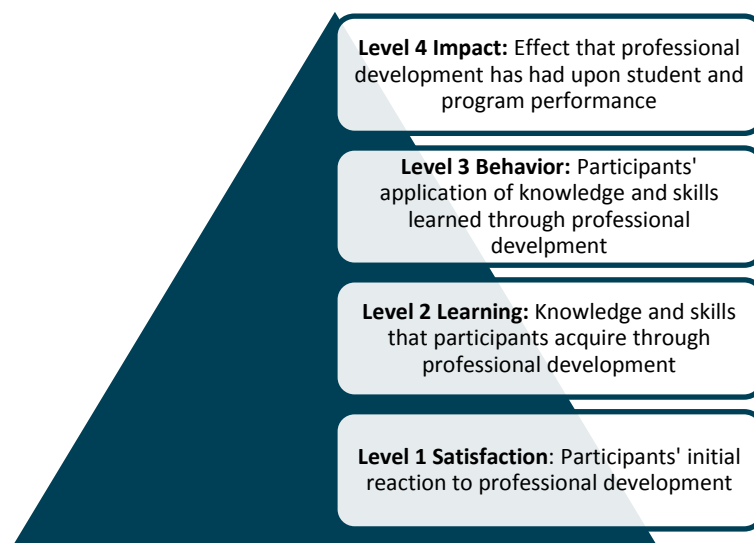 Level 4 Impact: Effect that professional
development has had upon student and
program performance
Level 3 Behavior: Participants'
application of knowledge and skills
learned through professional
develpment
Level 2 Learning: Knowledge and skills
that participants acquire through
professional development
Level 1 Satisfaction: Participants' initial
reaction to professional development